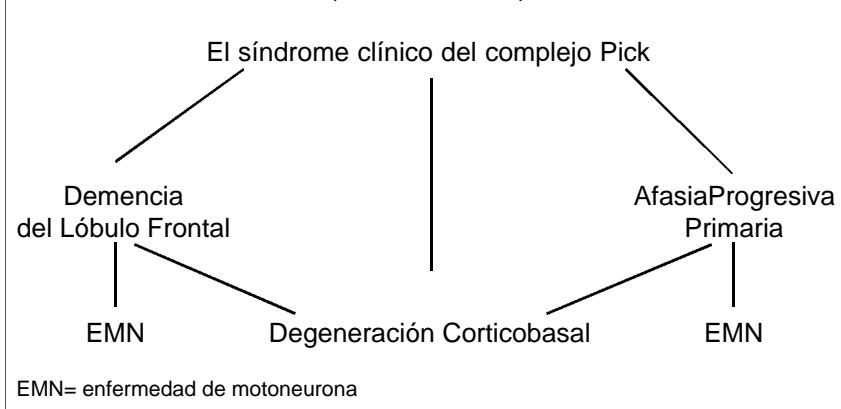 El síndrome clínico del complejo Pick
Demencia
del Lóbulo Frontal
AfasiaProgresiva
Primaria
EMN
Degeneración Corticobasal
EMN
EMN= enfermedad de motoneurona